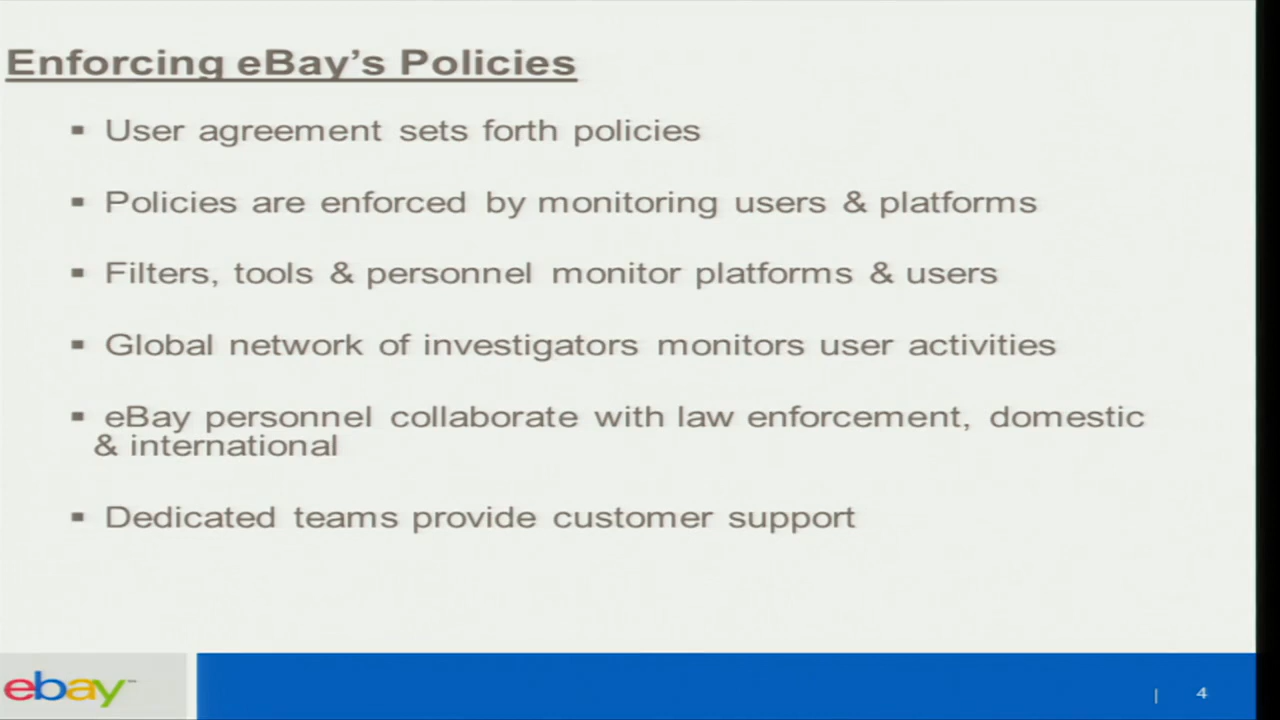 Enforcing eBay's Policies
▪ User agreement sets forth policies
▪ Policies are enforced by monitoring users & platforms
▪ Filters, tools & personnel monitor platforms & users
▪ Global network of investigators monitors user activities
▪ eBay personnel collaborate with law enforcement, domestic
& international
▪ Dedicated teams provide customer support
ebay
| 4